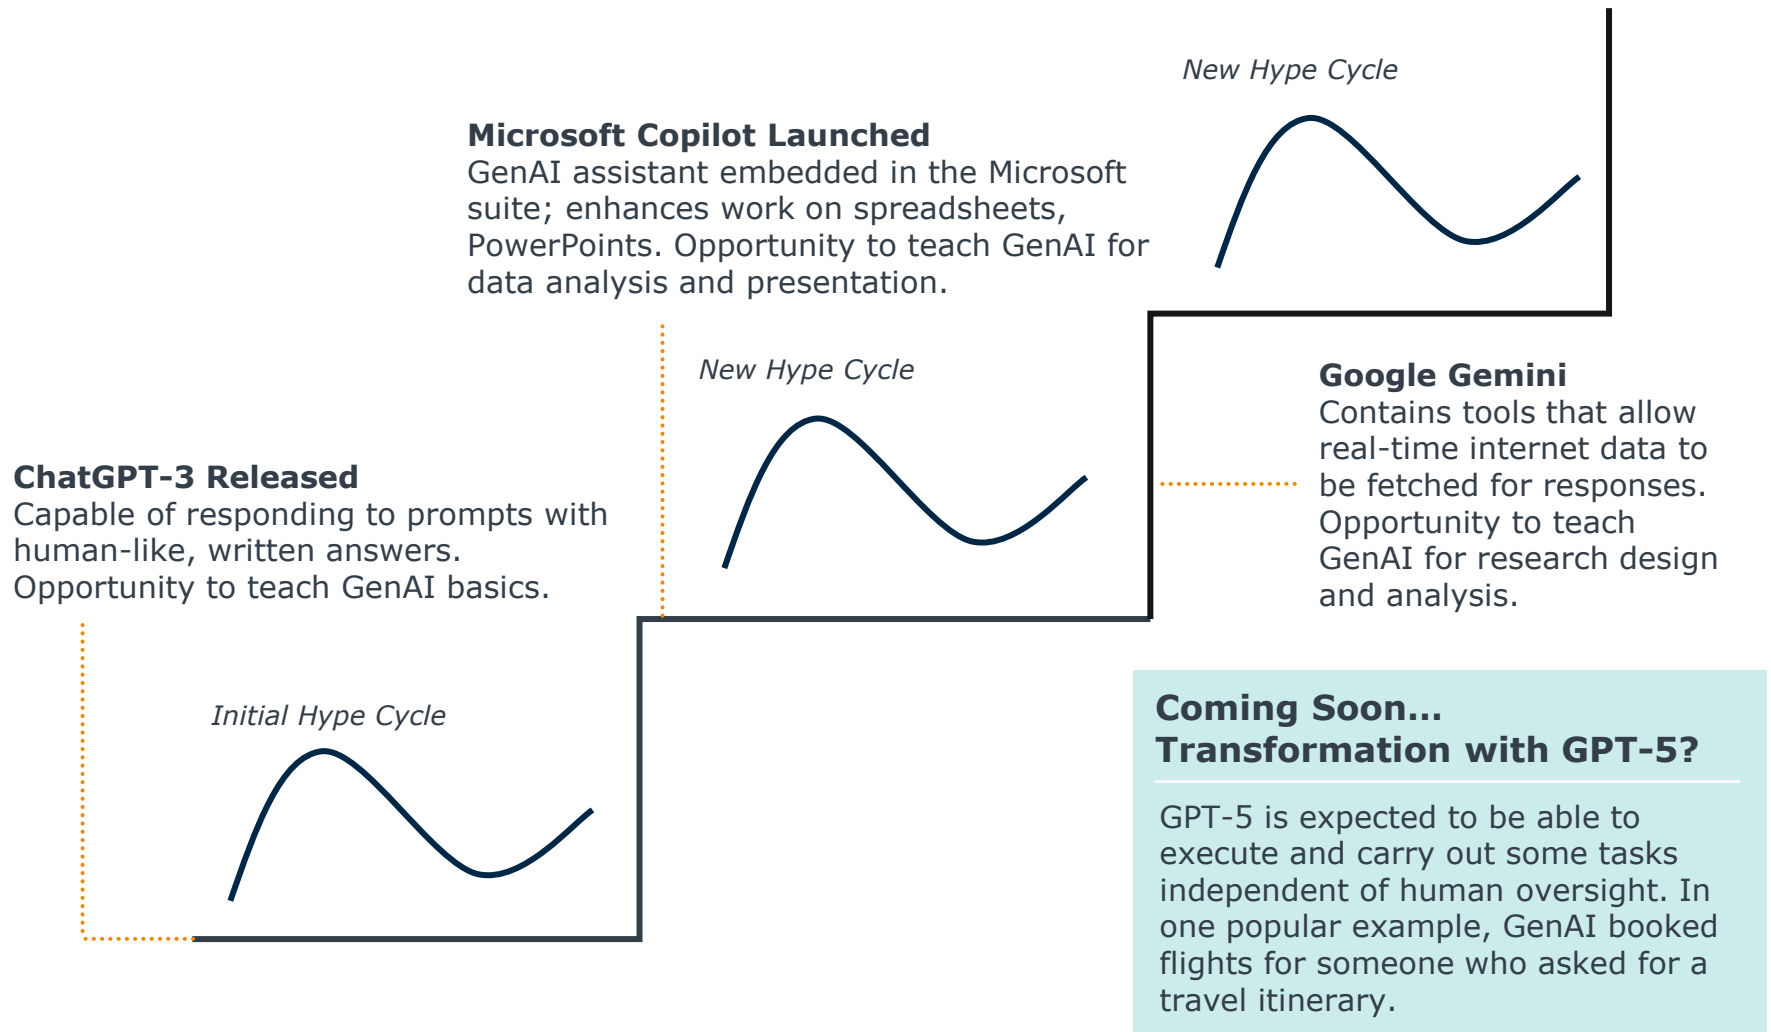 New Hype Cycle
Microsoft Copilot Launched
GenAI assistant embedded in the Microsoft
suite; enhances work on spreadsheets,
PowerPoints. Opportunity to teach GenAI for
data analysis and presentation.
New Hype Cycle
Google Gemini
Contains tools that allow
real-time internet data to
be fetched for responses.
Opportunity to teach
GenAI for research design
and analysis.
ChatGPT-3 Released
Capable of responding to prompts with
human-like, written answers.
Opportunity to teach GenAI basics.
Initial Hype Cycle
Coming Soon…
Transformation with GPT-5?
GPT-5 is expected to be able to
execute and carry out some tasks
independent of human oversight. In
one popular example, GenAI booked
flights for someone who asked for a
travel itinerary.